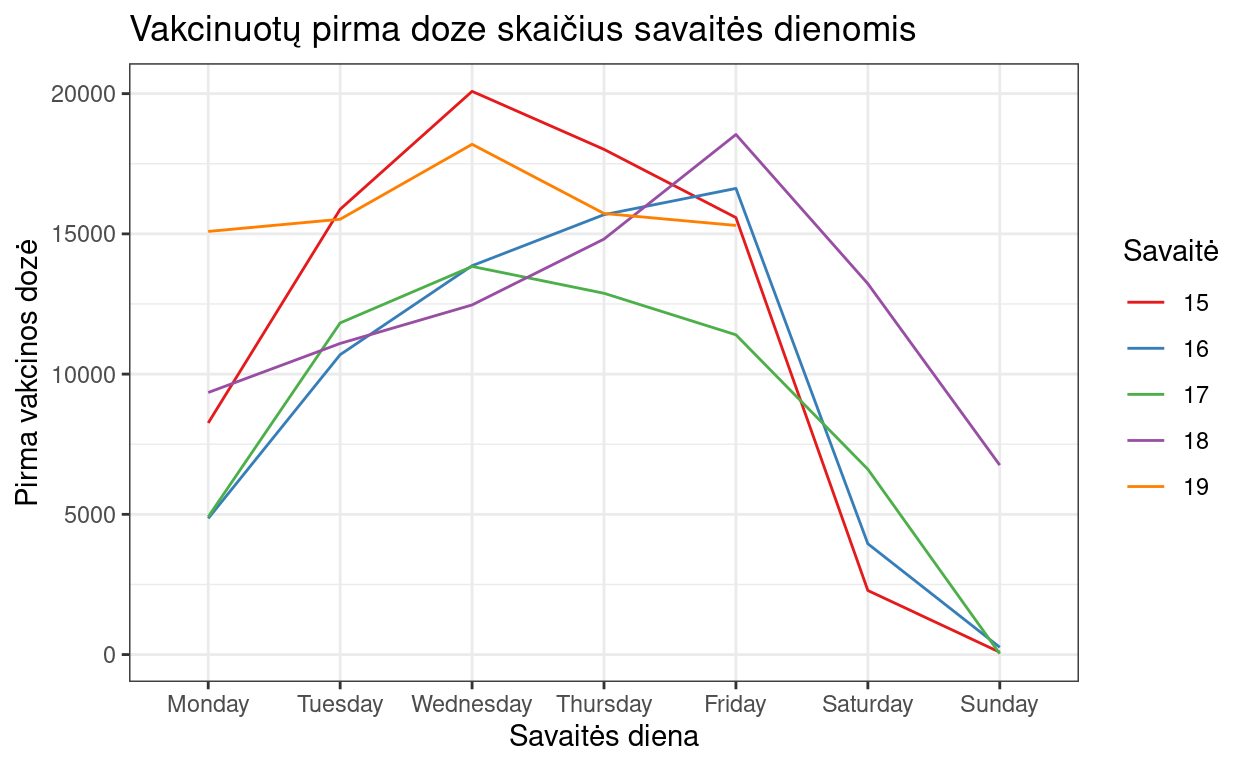 Vakcinuotų pirma doze skaičius savaitės dienomis
Pirma vakcinos dozė
20000
15000
10000
5000
0
Monday Tuesday Wednesday Thursday Friday Saturday Sunday
Savaitės diena
Savaitė
15
16
17
18
19